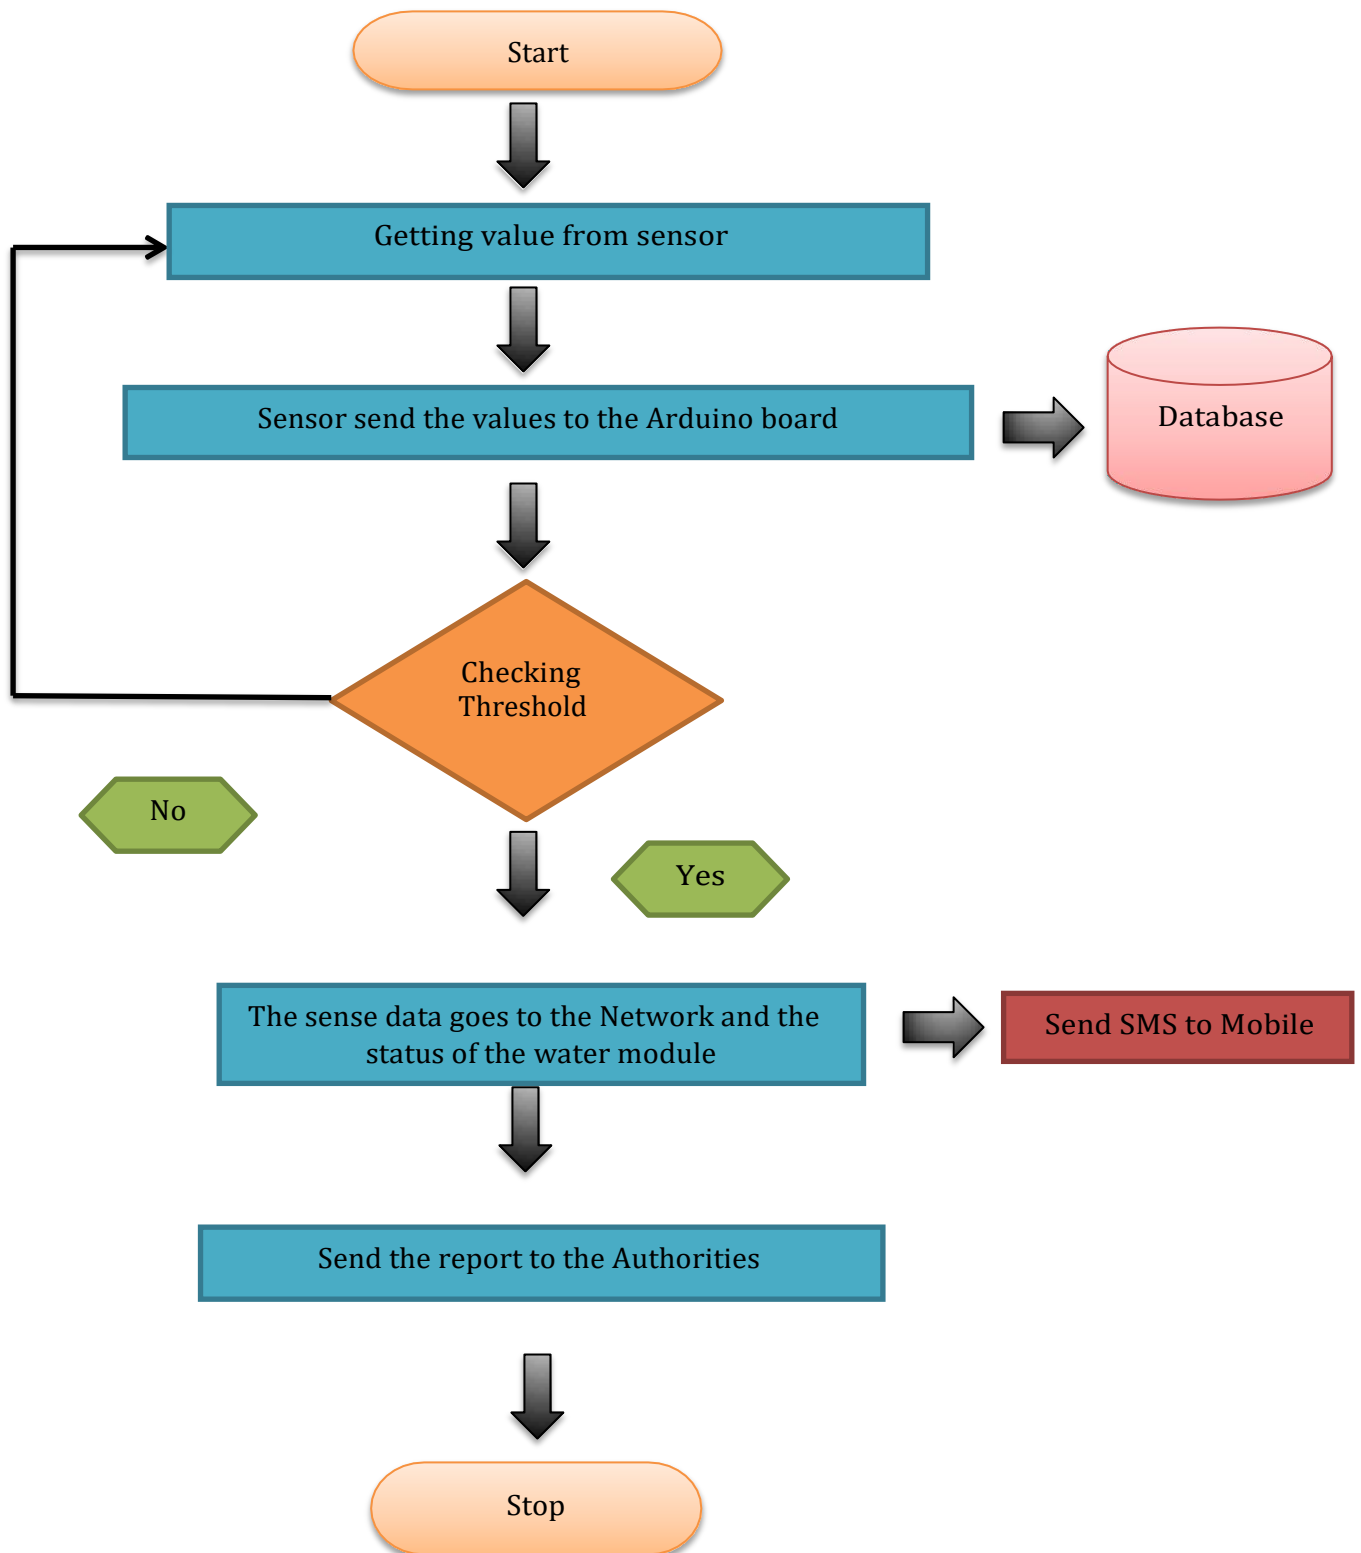 Start
Getting value from sensor
Sensor send the values to the Arduino board
Database
Checking
Threshold
No
Yes
The sense data goes to the Network and the
status of the water module
Send SMS to Mobile
Send the report to the Authorities
Stop